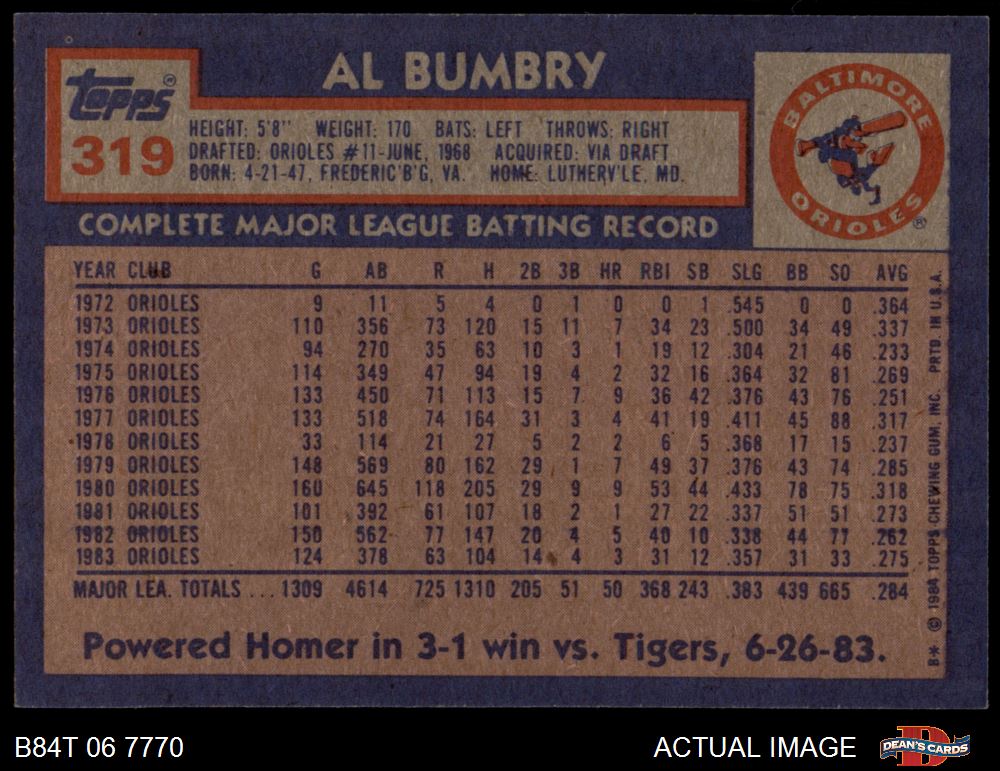 AL BUMBRY
Topps®
319
HEIGHT: 5'8" WEIGHT: 170 BATS: LEFT THROWS: RIGHT
DRAFTED: ORIOLES #11-JUNE, 1968 ACQUIRED: VIA DRAFT
BORN: 4-21-47, FREDERIC'B'G, VA. HOME: LUTHERV'LE, MD.
BALTIMORE
ORIOLES ®
COMPLETE MAJOR LEAGUE BATTING RECORD
YEAR CLUB G AB R H 2B 3B HR RBI SB SLG BB SO AVG
1972 ORIOLES 9 11 5 4 0 1 0 0 1 .545 0 0 .364
1973 ORIOLES 110 356 73 120 15 11 7 34 23 .500 34 49 .337
1974 ORIOLES 94 270 35 63 10 3 1 19 12 .304 21 46 .233
1975 ORIOLES 114 349 47 94 19 4 2 32 16 .364 32 81 .269
1976 ORIOLES 133 450 71 113 15 7 9 36 42 .376 43 76 .251
1977 ORIOLES 133 518 74 164 31 3 4 41 19 .411 45 88 .317
1978 ORIOLES 33 114 21 27 5 2 2 6 5 .368 17 15 .237
1979 ORIOLES 148 569 80 162 29 1 7 49 37 .376 43 74 .285
1980 ORIOLES 160 645 118 205 29 9 9 53 44 .433 78 75 .318
1981 ORIOLES 101 392 61 107 18 2 1 27 22 .337 51 51 .273
1982 ORIOLES 150 562 77 147 20 4 5 40 10 .338 44 77 .262
1983 ORIOLES 124 378 63 104 14 4 3 31 12 .357 31 33 .275
MAJOR LEA. TOTALS ... 1309 4614 725 1310 205 51 50 368 243 .383 439 665 .284
Powered Homer in 3-1 win vs. Tigers, 6-26-83.
B* © 1984 TOPPS CHEWING GUM, INC. PRTD. IN U.S.A.
B84T 06 7770
ACTUAL IMAGE
DEAN'S CARDS